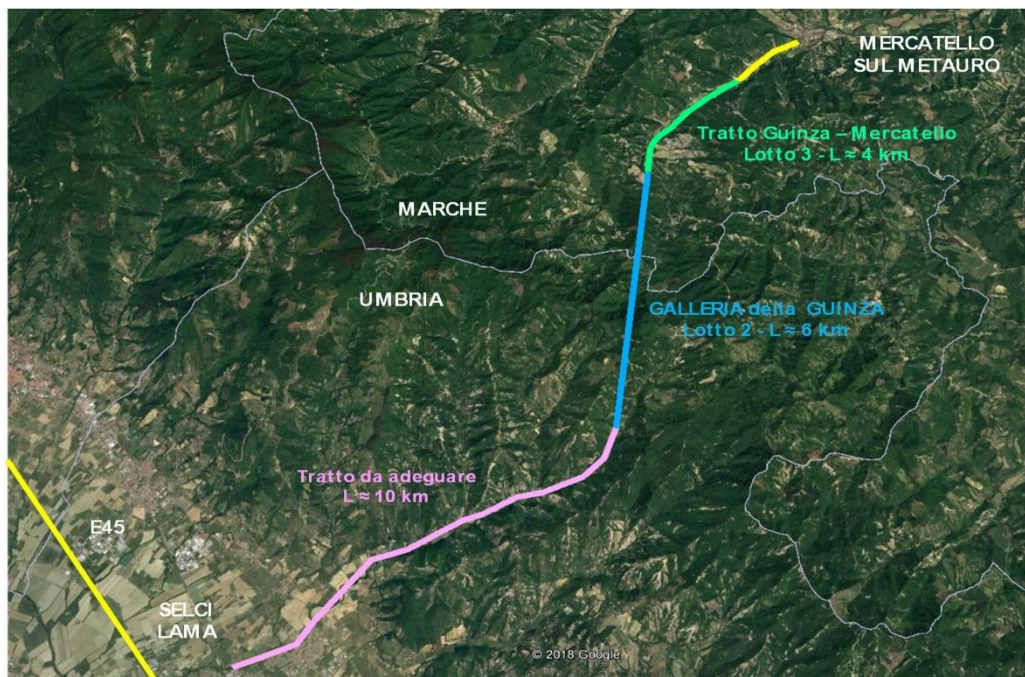 MERCATELLO
SUL METAURO
Tratto Guinza – Mercatello
Lotto 3 - L ≈ 4 km
MARCHE
UMBRIA
GALLERIA della GUINZA
Lotto 2 - L ≈ 6 km
Tratto da adeguare
L ≈ 10 km
E45
SELCI
LAMA
© 2018 Google